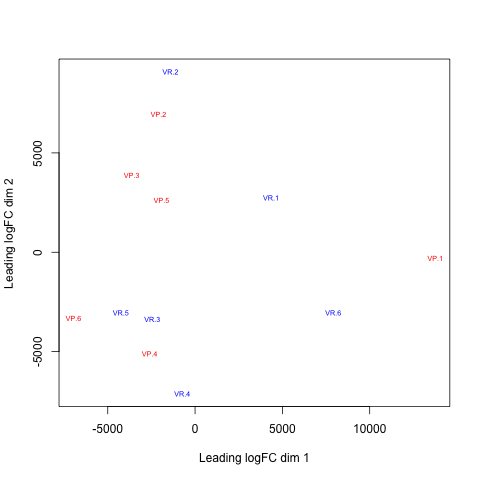 VR.2
VP.2
VP.3
VP.5
VR.1
VP.1
VP.6
VR.5
VR.3
VR.6
VP.4
VR.4
5000
0
-5000
Leading logFC dim 2
-5000 0 5000 10000
Leading logFC dim 1